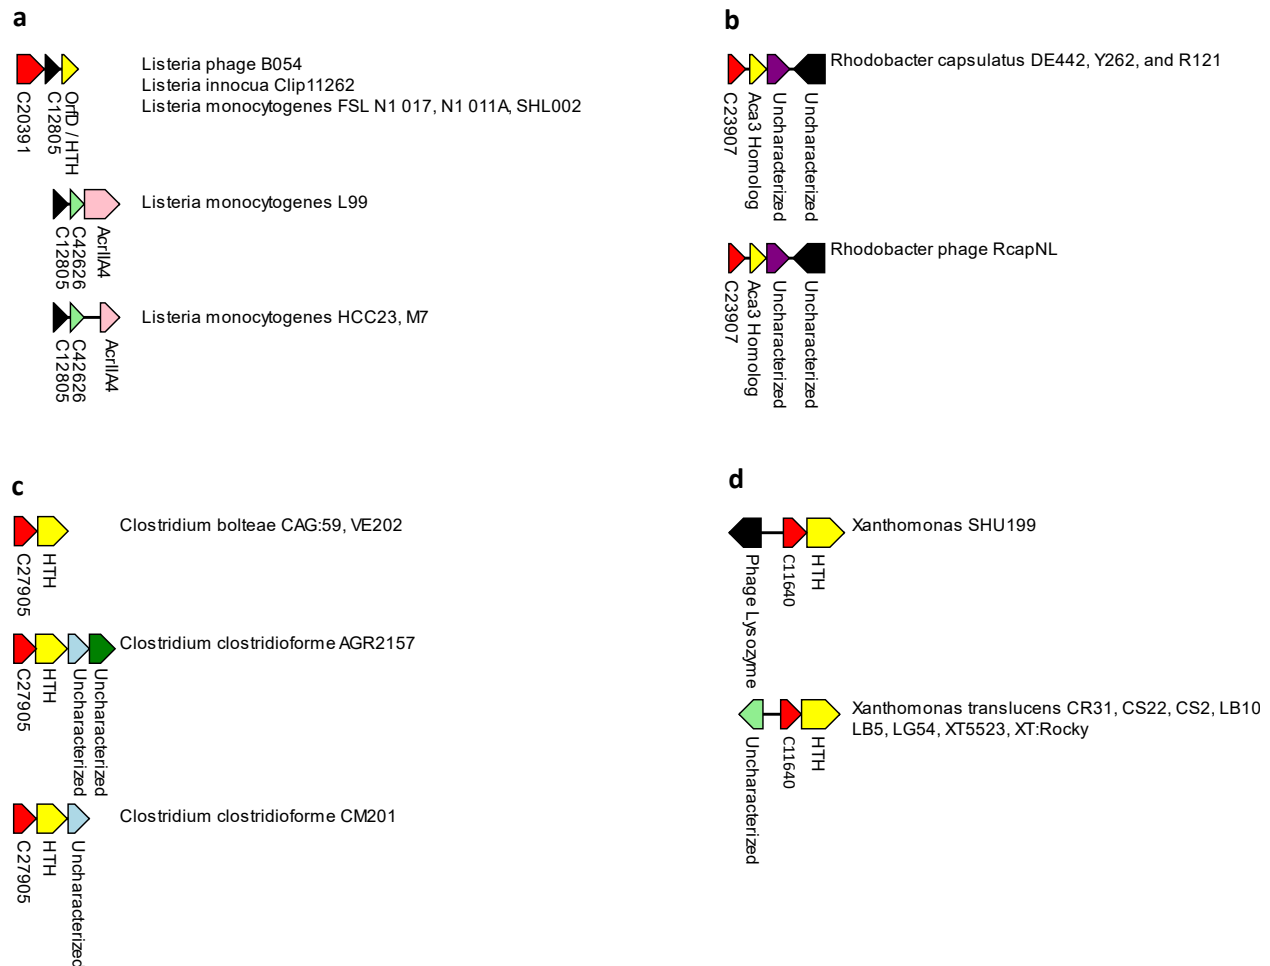 a
Listeria phage B054
Listeria innocua Clip11262
Listeria monocytogenes FSL N1 017, N1 011A, SHL002
C20391
C12805
OrfD / HTH
Listeria monocytogenes L99
C12805
C42626
AcrIIA4
Listeria monocytogenes HCC23, M7
C12805
C42626
AcrIIA4
b
Rhodobacter capsulatus DE442, Y262, and R121
C23907
Aca3 Homolog
Uncharacterized
Uncharacterized
Rhodobacter phage RcapNL
C23907
Aca3 Homolog
Uncharacterized
Uncharacterized
c
Clostridium bolteae CAG:59, VE202
C27905
HTH
Clostridium clostridioforme AGR2157
C27905
HTH
Uncharacterized
Uncharacterized
Clostridium clostridioforme CM201
C27905
HTH
Uncharacterized
d
Xanthomonas SHU199
Phage Lysozyme
C11640
HTH
Xanthomonas translucens CR31, CS22, CS2, LB10
LB5, LG54, XT5523, XT:Rocky
Uncharacterized
C11640
HTH